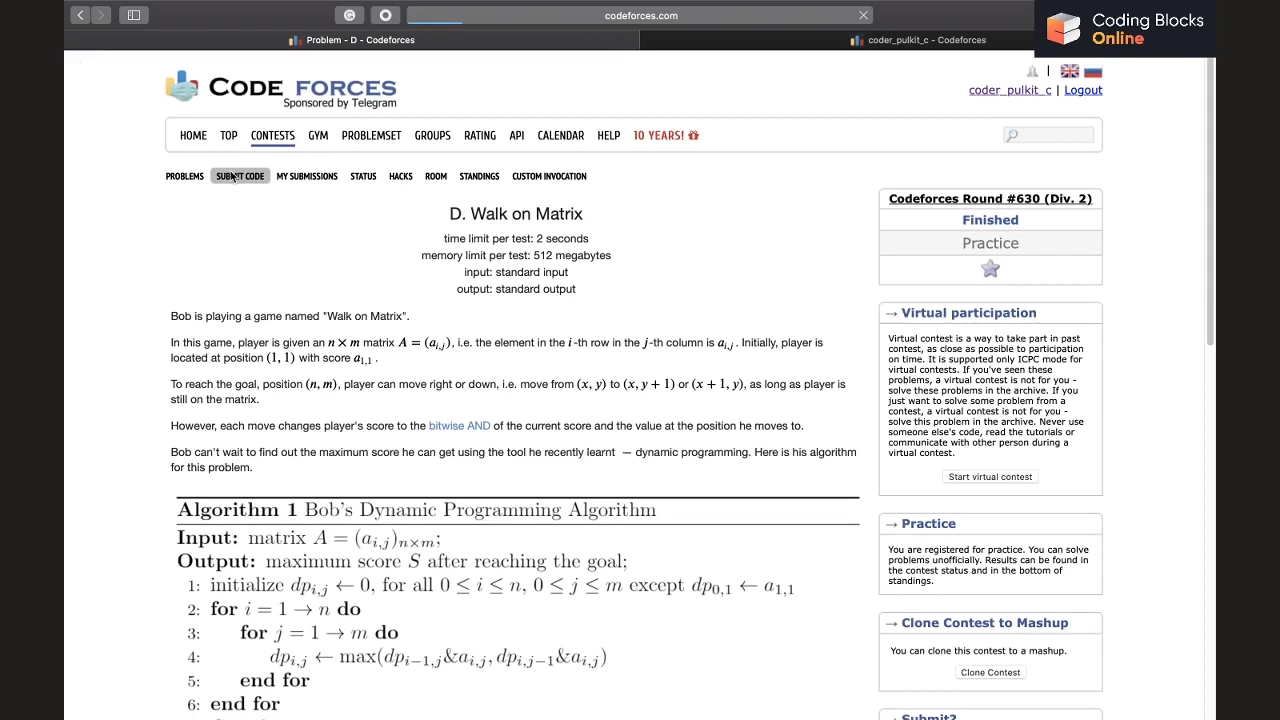 codeforces.com
Coding Blocks
Online
Problem - D - Codeforces
coder_pulkit_c - Codeforces
CODE FORCES
Sponsored by Telegram
|
coder_pulkit_c | Logout
HOME TOP CONTESTS GYM PROBLEMSET GROUPS RATING API CALENDAR HELP 10 YEARS!
PROBLEMS SUBMIT CODE MY SUBMISSIONS STATUS HACKS ROOM STANDINGS CUSTOM INVOCATION
D. Walk on Matrix
time limit per test: 2 seconds
memory limit per test: 512 megabytes
input: standard input
output: standard output
Bob is playing a game named "Walk on Matrix".
In this game, player is given an n × m matrix A = (a_{i,j}), i.e. the element in the i-th row in the j-th column is a_{i,j}. Initially, player is
located at position (1, 1) with score a_{1,1} .
To reach the goal, position (n, m), player can move right or down, i.e. move from (x, y) to (x, y + 1) or (x + 1, y), as long as player is
still on the matrix.
However, each move changes player's score to the bitwise AND of the current score and the value at the position he moves to.
Bob can't wait to find out the maximum score he can get using the tool he recently learnt — dynamic programming. Here is his algorithm
for this problem.
Algorithm 1 Bob's Dynamic Programming Algorithm
Input: matrix A = (a_{i,j})_{n×m};
Output: maximum score S after reaching the goal;
1: initialize dp_{i,j} ← 0, for all 0 ≤ i ≤ n, 0 ≤ j ≤ m except dp_{0,1} ← a_{1,1}
2: for i = 1 → n do
3: for j = 1 → m do
4: dp_{i,j} ← max(dp_{i−1,j}&a_{i,j}, dp_{i,j−1}&a_{i,j})
5: end for
6: end for
Codeforces Round #630 (Div. 2)
Finished
Practice
→ Virtual participation
Virtual contest is a way to take part in past
contest, as close as possible to participation
on time. It is supported only ICPC mode for
virtual contests. If you've seen these
problems, a virtual contest is not for you -
solve these problems in the archive. If you
just want to solve some problem from a
contest, a virtual contest is not for you -
solve this problem in the archive. Never use
someone else's code, read the tutorials or
communicate with other person during a
virtual contest.
Start virtual contest
→ Practice
You are registered for practice. You can solve
problems unofficially. Results can be found in
the contest status and in the bottom of
standings.
→ Clone Contest to Mashup
You can clone this contest to a mashup.
Clone Contest
→ Submit?